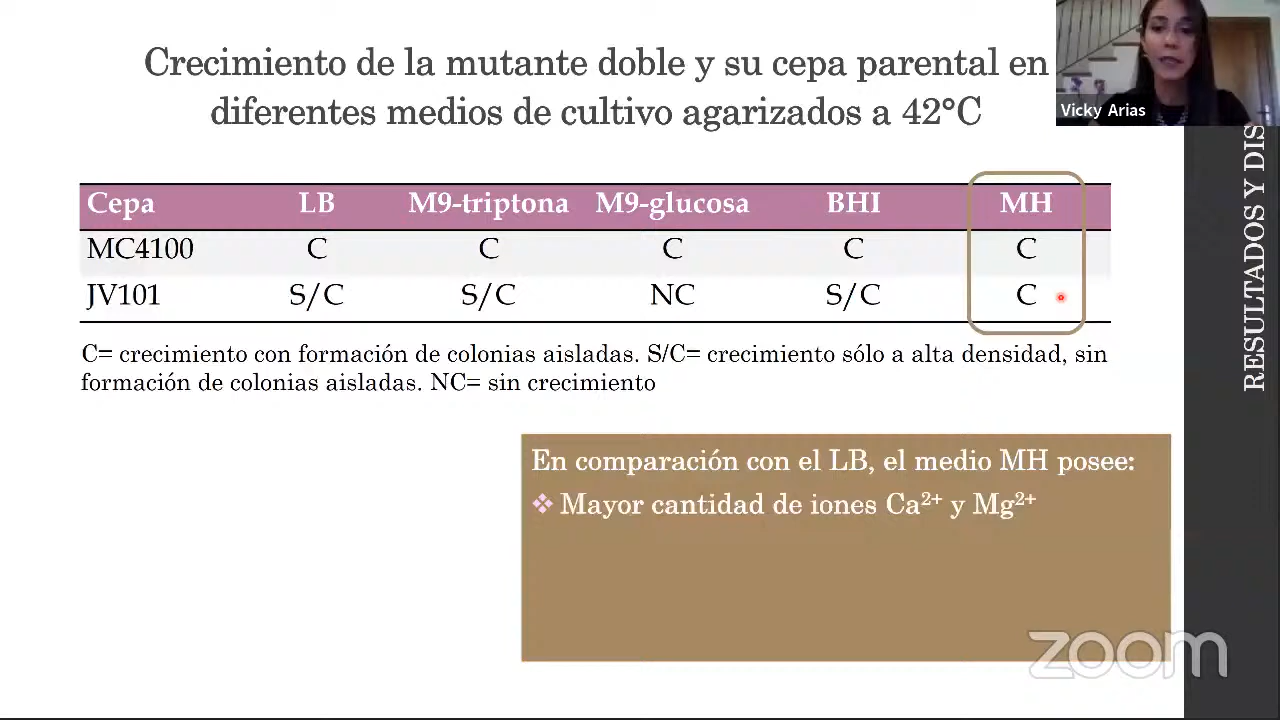 Crecimiento de la mutante doble y su cepa parental en
diferentes medios de cultivo agarizados a 42°C
Vicky Arias
Cepa LB M9-triptona M9-glucosa BHI MH
MC4100 C C C C C
JV101 S/C S/C NC S/C C
C= crecimiento con formación de colonias aisladas. S/C= crecimiento sólo a alta densidad, sin
formación de colonias aisladas. NC= sin crecimiento
En comparación con el LB, el medio MH posee:
❖ Mayor cantidad de iones Ca²⁺ y Mg²⁺
RESULTADOS Y DIS
zoom